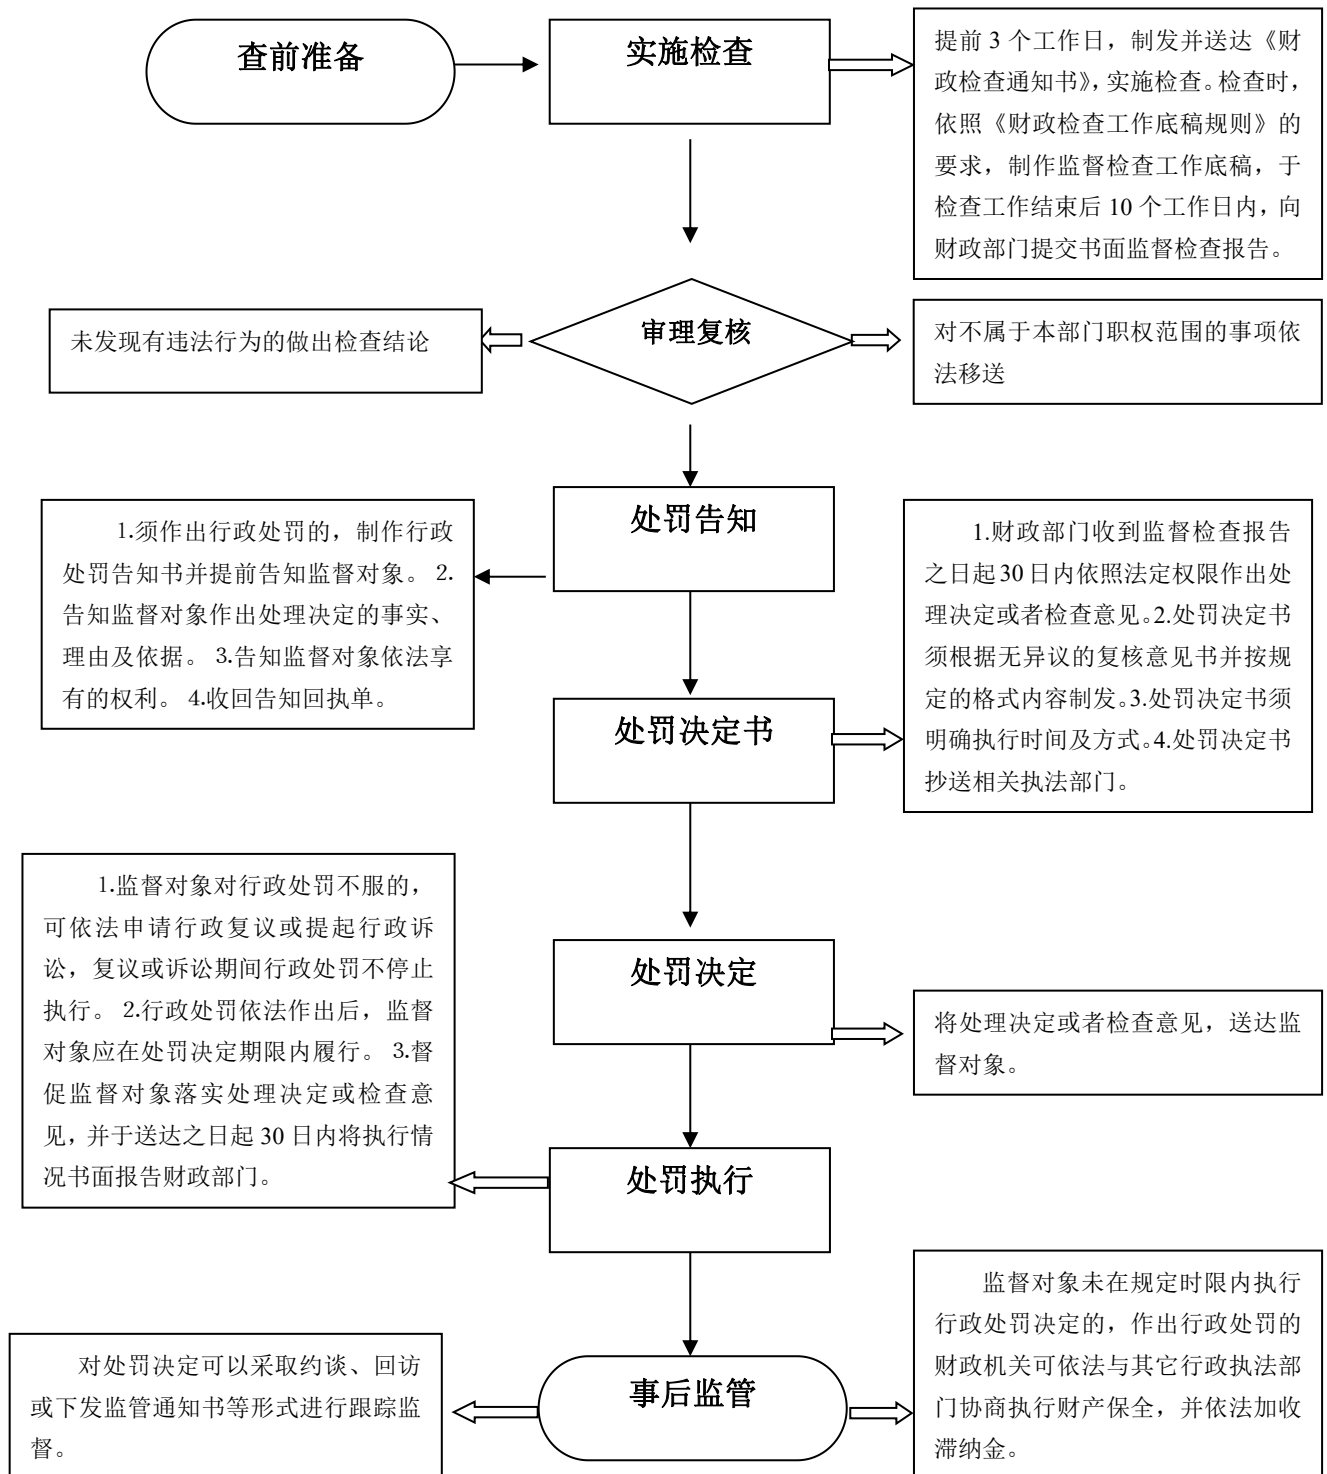 查前准备
实施检查
提前 3 个工作日，制发并送达《财
政检查通知书》，实施检查。检查时，
依照《财政检查工作底稿规则》的
要求，制作监督检查工作底稿，于
检查工作结束后 10 个工作日内，向
财政部门提交书面监督检查报告。
未发现有违法行为的做出检查结论
审理复核
对不属于本部门职权范围的事项依
法移送
处罚告知
1.须作出行政处罚的，制作行政
处罚告知书并提前告知监督对象。 2.
告知监督对象作出处理决定的事实、
理由及依据。 3.告知监督对象依法享
有的权利。 4.收回告知回执单。
1.财政部门收到监督检查报告
之日起 30 日内依照法定权限作出处
理决定或者检查意见。2.处罚决定书
须根据无异议的复核意见书并按规
定的格式内容制发。3.处罚决定书须
明确执行时间及方式。4.处罚决定书
抄送相关执法部门。
处罚决定书
1.监督对象对行政处罚不服的，
可依法申请行政复议或提起行政诉
讼，复议或诉讼期间行政处罚不停止
执行。 2.行政处罚依法作出后，监督
对象应在处罚决定期限内履行。 3.督
促监督对象落实处理决定或检查意
见，并于送达之日起 30 日内将执行情
况书面报告财政部门。
处罚决定
将处理决定或者检查意见，送达监
督对象。
处罚执行
监督对象未在规定时限内执行
行政处罚决定的，作出行政处罚的
财政机关可依法与其它行政执法部
门协商执行财产保全，并依法加收
滞纳金。
对处罚决定可以采取约谈、回访
或下发监管通知书等形式进行跟踪监
督。
事后监管